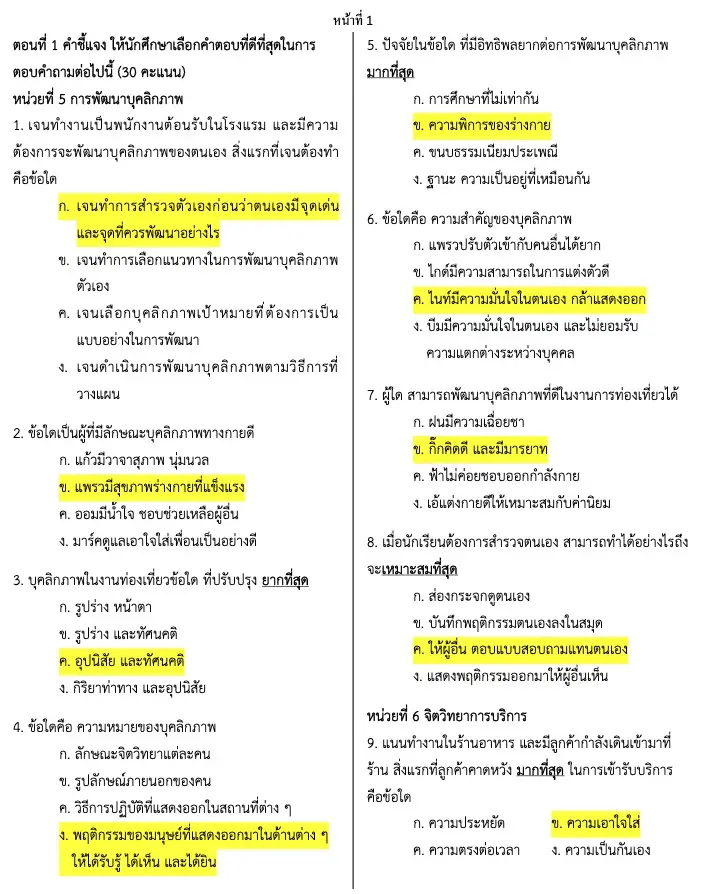 หน้าที่ 1
ตอนที่ 1 คำชี้แจง ให้นักศึกษาเลือกคำตอบที่ดีที่สุดในการ
ตอบคำถามต่อไปนี้ (30 คะแนน)
หน่วยที่ 5 การพัฒนาบุคลิกภาพ
1. เจนทำงานเป็นพนักงานต้อนรับในโรงแรม และมีความ
ต้องการจะพัฒนาบุคลิกภาพของตนเอง สิ่งแรกที่เจนต้องทำ
คือข้อใด
ก. เจนทำการสำรวจตัวเองก่อนว่าตนเองมีจุดเด่น
และจุดที่ควรพัฒนาอย่างไร
ข. เจนทำการเลือกแนวทางในการพัฒนาบุคลิกภาพ
ตัวเอง
ค. เจนเลือกบุคลิกภาพเป้าหมายที่ต้องการเป็น
แบบอย่างในการพัฒนา
ง. เจนดำเนินการพัฒนาบุคลิกภาพตามวิธีการที่
วางแผน
2. ข้อใดเป็นผู้ที่มีลักษณะบุคลิกภาพทางกายดี
ก. แก้วมีวาจาสุภาพ นุ่มนวล
ข. แพรวมีสุขภาพร่างกายที่แข็งแรง
ค. ออมมีน้ำใจ ชอบช่วยเหลือผู้อื่น
ง. มาร์คดูแลเอาใจใส่เพื่อนเป็นอย่างดี
3. บุคลิกภาพในงานท่องเที่ยวข้อใด ที่ปรับปรุง ยากที่สุด
ก. รูปร่าง หน้าตา
ข. รูปร่าง และทัศนคติ
ค. อุปนิสัย และทัศนคติ
ง. กิริยาท่าทาง และอุปนิสัย
4. ข้อใดคือ ความหมายของบุคลิกภาพ
ก. ลักษณะจิตวิทยาแต่ละคน
ข. รูปลักษณ์ภายนอกของคน
ค. วิธีการปฏิบัติที่แสดงออกในสถานที่ต่าง ๆ
ง. พฤติกรรมของมนุษย์ที่แสดงออกมาในด้านต่าง ๆ
ให้ได้รับรู้ ได้เห็น และได้ยิน
5. ปัจจัยในข้อใด ที่มีอิทธิพลยากต่อการพัฒนาบุคลิกภาพ
มากที่สุด
ก. การศึกษาที่ไม่เท่ากัน
ข. ความพิการของร่างกาย
ค. ขนบธรรมเนียมประเพณี
ง. ฐานะ ความเป็นอยู่ที่เหมือนกัน
6. ข้อใดคือ ความสำคัญของบุคลิกภาพ
ก. แพรวปรับตัวเข้ากับคนอื่นได้ยาก
ข. ไกด์มีความสามารถในการแต่งตัวดี
ค. ไนท์มีความมั่นใจในตนเอง กล้าแสดงออก
ง. บีมมีความมั่นใจในตนเอง และไม่ยอมรับ
ความแตกต่างระหว่างบุคคล
7. ผู้ใด สามารถพัฒนาบุคลิกภาพที่ดีในงานการท่องเที่ยวได้
ก. ฝนมีความเฉื่อยชา
ข. กิ๊กคิดดี และมีมารยาท
ค. ฟ้าไม่ค่อยชอบออกกำลังกาย
ง. เอ้แต่งกายดีให้เหมาะสมกับค่านิยม
8. เมื่อนักเรียนต้องการสำรวจตนเอง สามารถทำได้อย่างไรถึง
จะเหมาะสมที่สุด
ก. ส่องกระจกดูตนเอง
ข. บันทึกพฤติกรรมตนเองลงในสมุด
ค. ให้ผู้อื่น ตอบแบบสอบถามแทนตนเอง
ง. แสดงพฤติกรรมออกมาให้ผู้อื่นเห็น
หน่วยที่ 6 จิตวิทยาการบริการ
9. แนนทำงานในร้านอาหาร และมีลูกค้ากำลังเดินเข้ามาที่
ร้าน สิ่งแรกที่ลูกค้าคาดหวัง มากที่สุด ในการเข้ารับบริการ
คือข้อใด
ก. ความประหยัด ข. ความเอาใจใส่
ค. ความตรงต่อเวลา ง. ความเป็นกันเอง